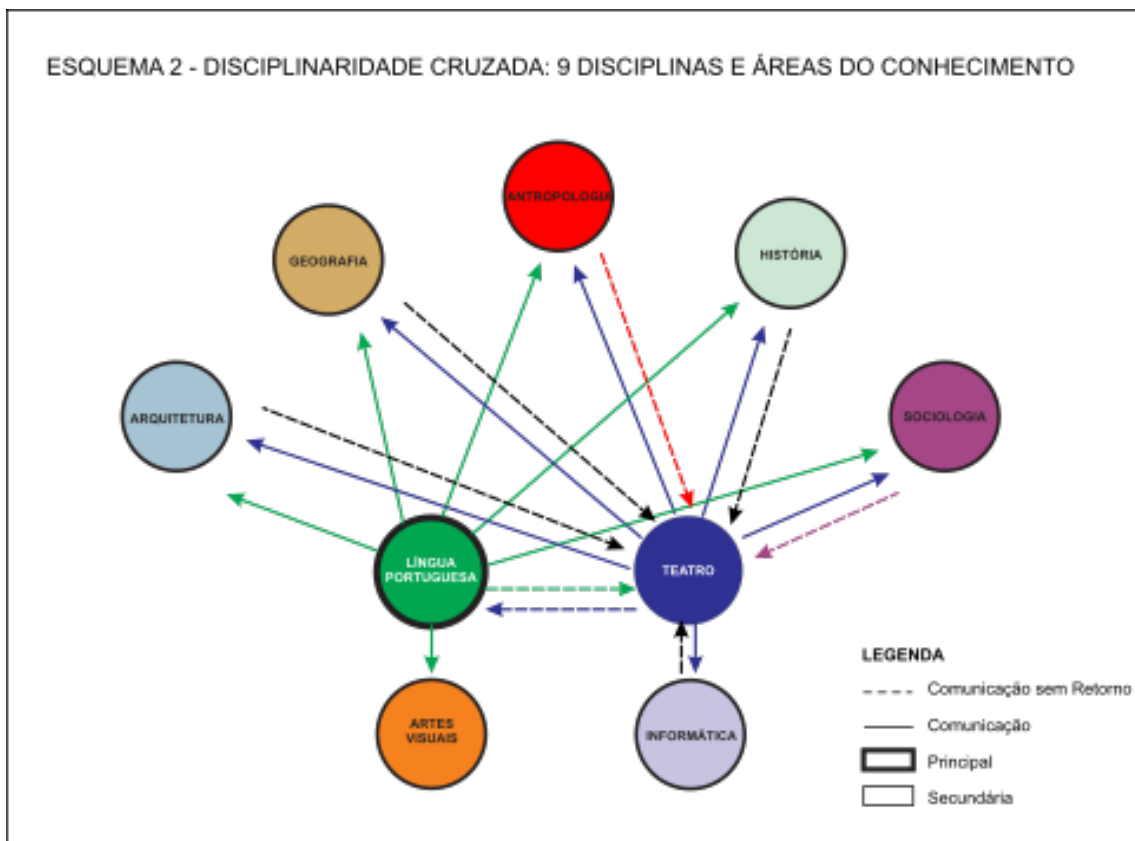 ESQUEMA 2 - DISCIPLINARIDADE CRUZADA: 9 DISCIPLINAS E ÁREAS DO CONHECIMENTO
ANTROPOLOGIA
GEOGRAFIA
HISTÓRIA
ARQUITETURA
SOCIOLOGIA
LÍNGUA
PORTUGUESA
TEATRO
ARTES
VISUAIS
INFORMÁTICA
LEGENDA
Comunicação sem Retorno
Comunicação
Principal
Secundária